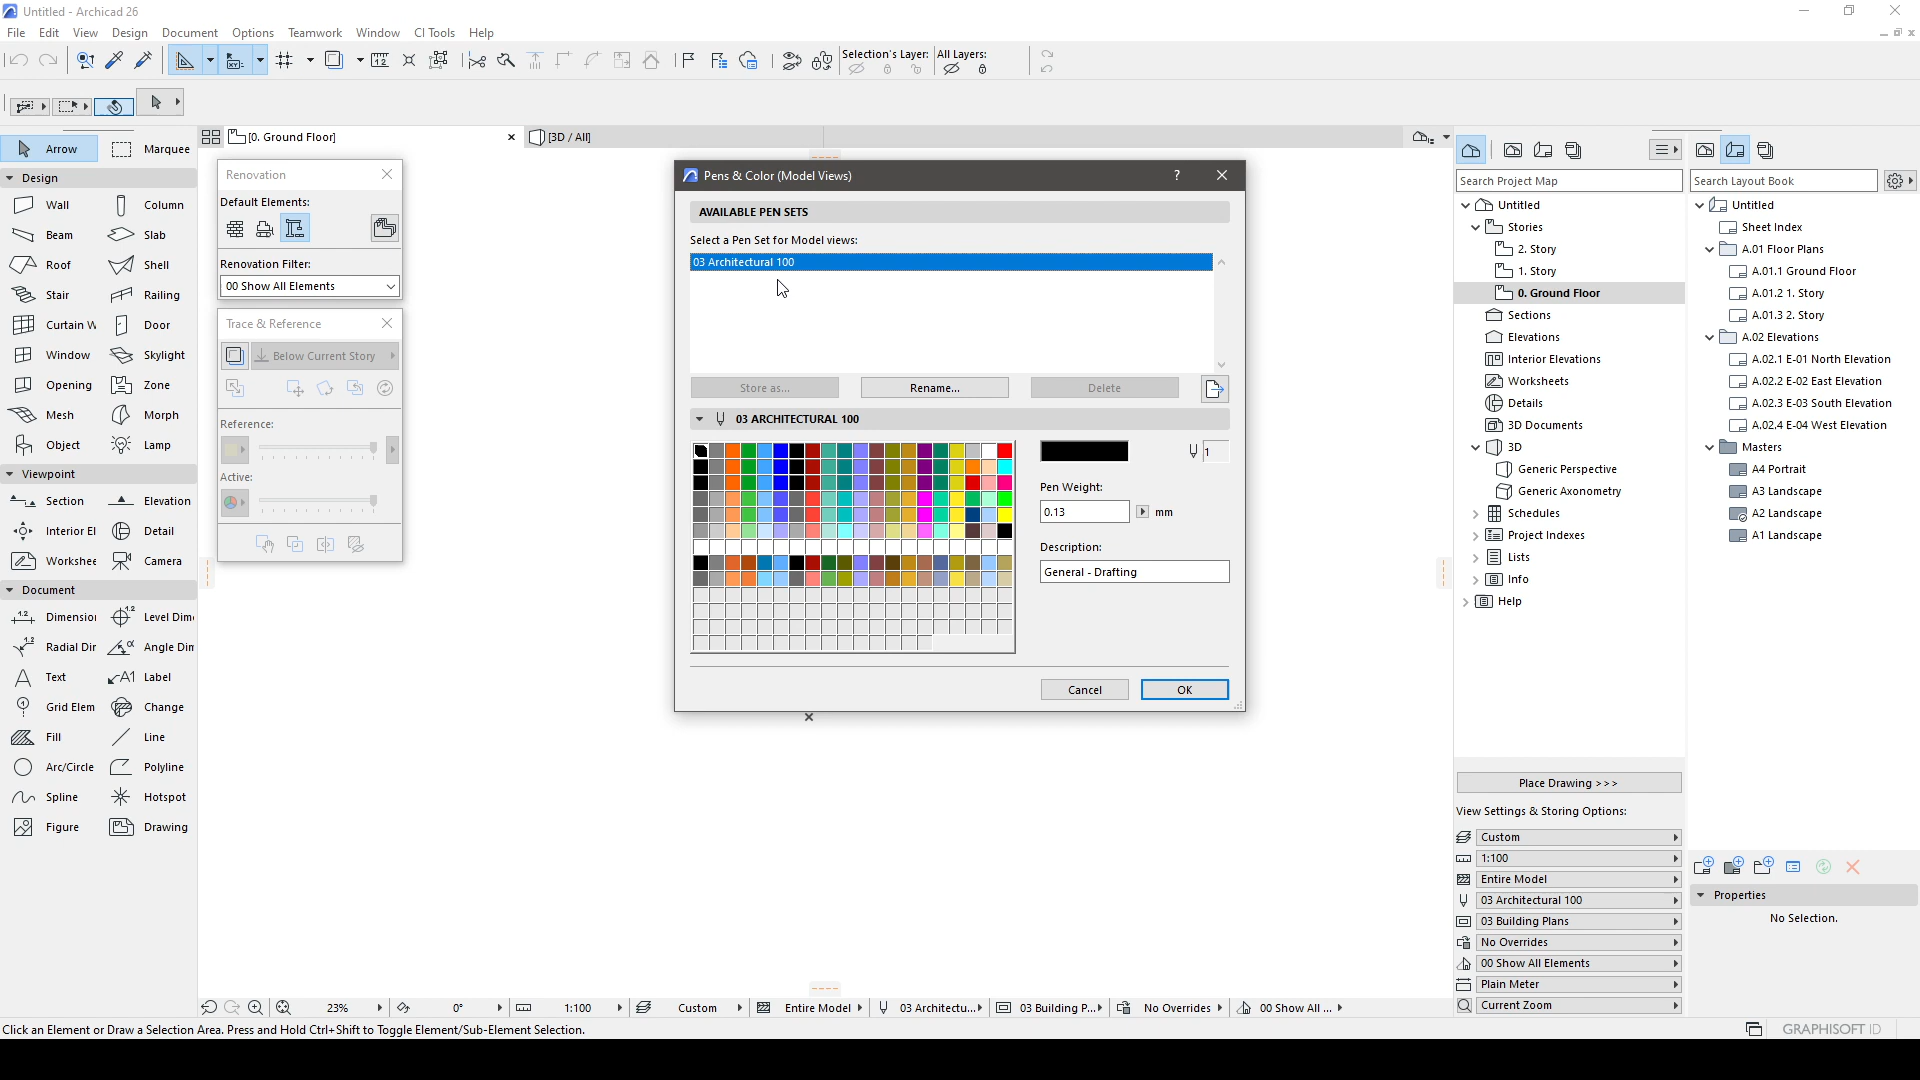 Untitled - Archicad 26
File Edit View Design Document Options Teamwork Window CI Tools Help
Selection's Layer: All Layers:
Arrow Marquee
Design
Wall Column
Beam Slab
Roof Shell
Stair Railing
Curtain W Door
Window Skylight
Opening Zone
Mesh Morph
Object Lamp
Viewpoint
Section Elevation
Interior El Detail
Workshee Camera
Document
Dimension Level Dim
Radial Dir Angle Dim
Text Label
Grid Elem Change
Fill Line
Arc/Circle Polyline
Spline Hotspot
Figure Drawing
[0. Ground Floor] [3D / All]
Renovation
Default Elements:
Renovation Filter:
00 Show All Elements
Trace & Reference
Below Current Story
Reference:
Active:
Pens & Color (Model Views) ?
AVAILABLE PEN SETS
Select a Pen Set for Model views:
03 Architectural 100
Store as... Rename... Delete
03 ARCHITECTURAL 100
1
Pen Weight:
0.13 mm
Description:
General - Drafting
Cancel OK
Search Project Map
Untitled
Stories
2. Story
1. Story
0. Ground Floor
Sections
Elevations
Interior Elevations
Worksheets
Details
3D Documents
3D
Generic Perspective
Generic Axonometry
Schedules
Project Indexes
Lists
Info
Help
Place Drawing >>>
View Settings & Storing Options:
Custom
1:100
Entire Model
03 Architectural 100
03 Building Plans
No Overrides
00 Show All Elements
Plain Meter
Current Zoom
Search Layout Book
Untitled
Sheet Index
A.01 Floor Plans
A.01.1 Ground Floor
A.01.2 1. Story
A.01.3 2. Story
A.02 Elevations
A.02.1 E-01 North Elevation
A.02.2 E-02 East Elevation
A.02.3 E-03 South Elevation
A.02.4 E-04 West Elevation
Masters
A4 Portrait
A3 Landscape
A2 Landscape
A1 Landscape
Properties
No Selection.
23% 0° 1:100 Custom Entire Model 03 Architectu... 03 Building P... No Overrides 00 Show All ...
Click an Element or Draw a Selection Area. Press and Hold Ctrl+Shift to Toggle Element/Sub-Element Selection.
GRAPHISOFT ID